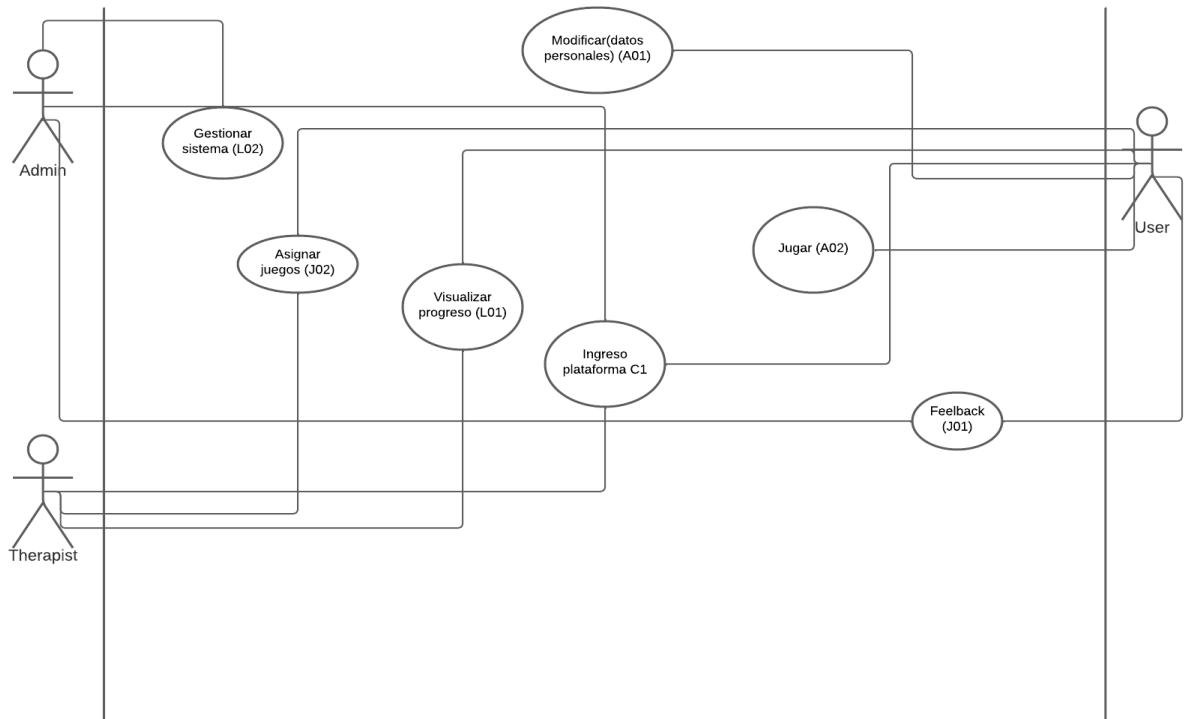 Modificar(datos
personales) (A01)
Admin
Gestionar
sistema (L02)
User
Asignar
juegos (J02)
Jugar (A02)
Visualizar
progreso (L01)
Ingreso
plataforma C1
Feelback
(J01)
Therapist